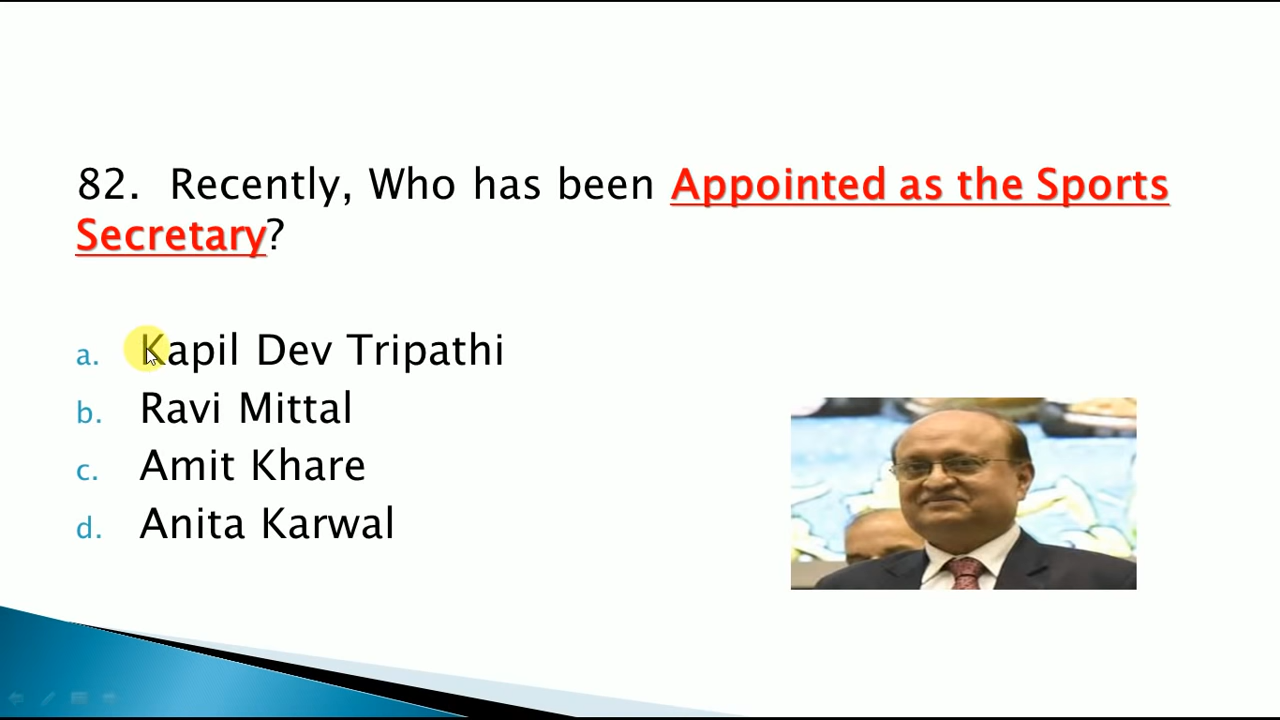 82. Recently, Who has been Appointed as the Sports
Secretary?
a. Kapil Dev Tripathi
b. Ravi Mittal
c. Amit Khare
d. Anita Karwal